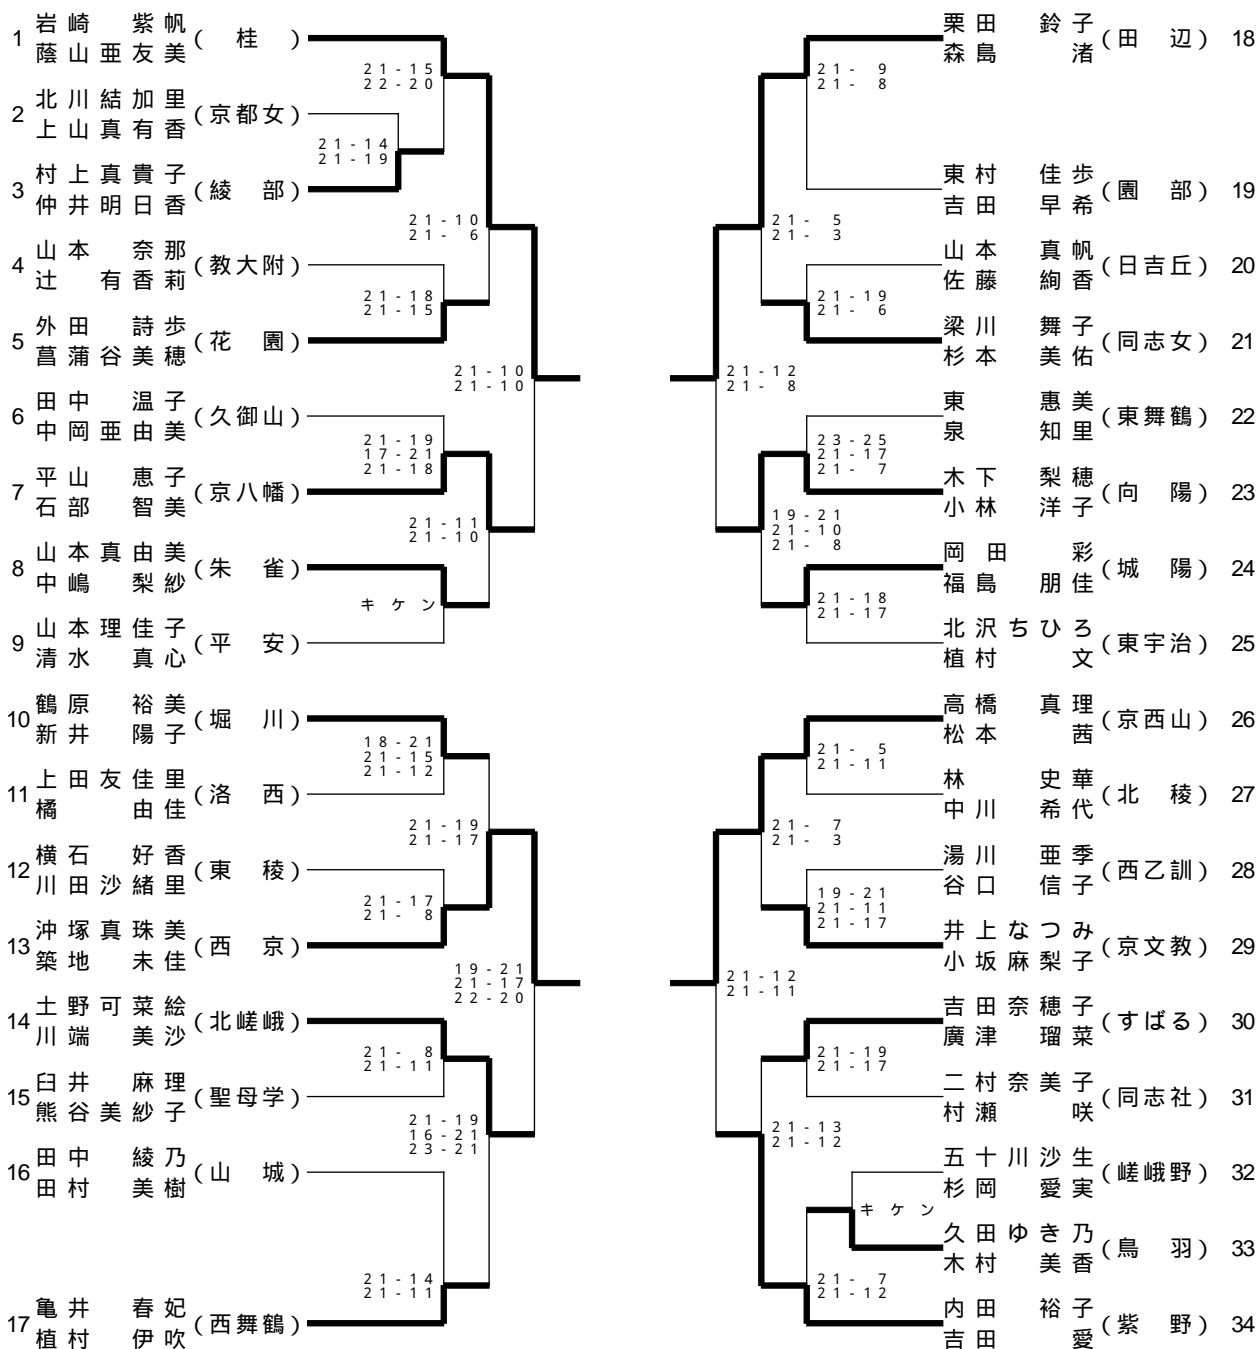 1 岩崎 紫帆 (桂)
蔭山亜友美
21-15
22-20
2 北川結加里 (京都女)
上山真有香
21-14
21-19
3 村上真貴子 (綾部)
仲井明日香
21-10
21- 6
4 山本 奈那 (教大附)
辻 有香莉
21-18
21-15
5 外田 詩歩 (花園)
菖蒲谷美穂
21-10
21-10
6 田中 温子 (久御山)
中岡亜由美
21-19
17-21
21-18
7 平山 恵子 (京八幡)
石部 智美
21-11
21-10
8 山本真由美 (朱雀)
中嶋 梨紗
キケン
9 山本理佳子 (平安)
清水 真心
10 鶴原 裕美 (堀川)
新井 陽子
18-21
21-15
21-12
11 上田友佳里 (洛西)
橘 由佳
21-19
21-17
12 横石 好香 (東稜)
川田沙緒里
21-17
21- 8
13 沖塚真珠美 (西京)
築地 未佳
19-21
21-17
22-20
14 土野可菜絵 (北嵯峨)
川端 美沙
21- 8
21-11
15 臼井 麻理 (聖母学)
熊谷美紗子
21-19
16-21
23-21
16 田中 綾乃 (山城)
田村 美樹
21-14
21-11
17 亀井 春妃 (西舞鶴)
植村 伊吹
栗田 鈴子 (田辺) 18
森島 渚
21- 9
21- 8
東村 佳歩 (園部) 19
吉田 早希
21- 5
21- 3
山本 真帆 (日吉丘) 20
佐藤 絢香
21-19
21- 6
梁川 舞子 (同志女) 21
杉本 美佑
21-12
21- 8
東 恵美 (東舞鶴) 22
泉 知里
23-25
21-17
21- 7
木下 梨穂 (向陽) 23
小林 洋子
19-21
21-10
21- 8
岡田 彩 (城陽) 24
福島 朋佳
21-18
21-17
北沢ちひろ (東宇治) 25
植村 文
高橋 真理 (京西山) 26
松本 茜
21- 5
21-11
林 史華 (北稜) 27
中川 希代
21- 7
21- 3
湯川 亜季 (西乙訓) 28
谷口 信子
19-21
21-11
21-17
井上なつみ (京文教) 29
小坂麻梨子
21-12
21-11
吉田奈穂子 (すばる) 30
廣津 瑠菜
21-19
21-17
二村奈美子 (同志社) 31
村瀬 咲
21-13
21-12
五十川沙生 (嵯峨野) 32
杉岡 愛実
キケン
久田ゆき乃 (鳥羽) 33
木村 美香
21- 7
21-12
内田 裕子 (紫野) 34
吉田 愛